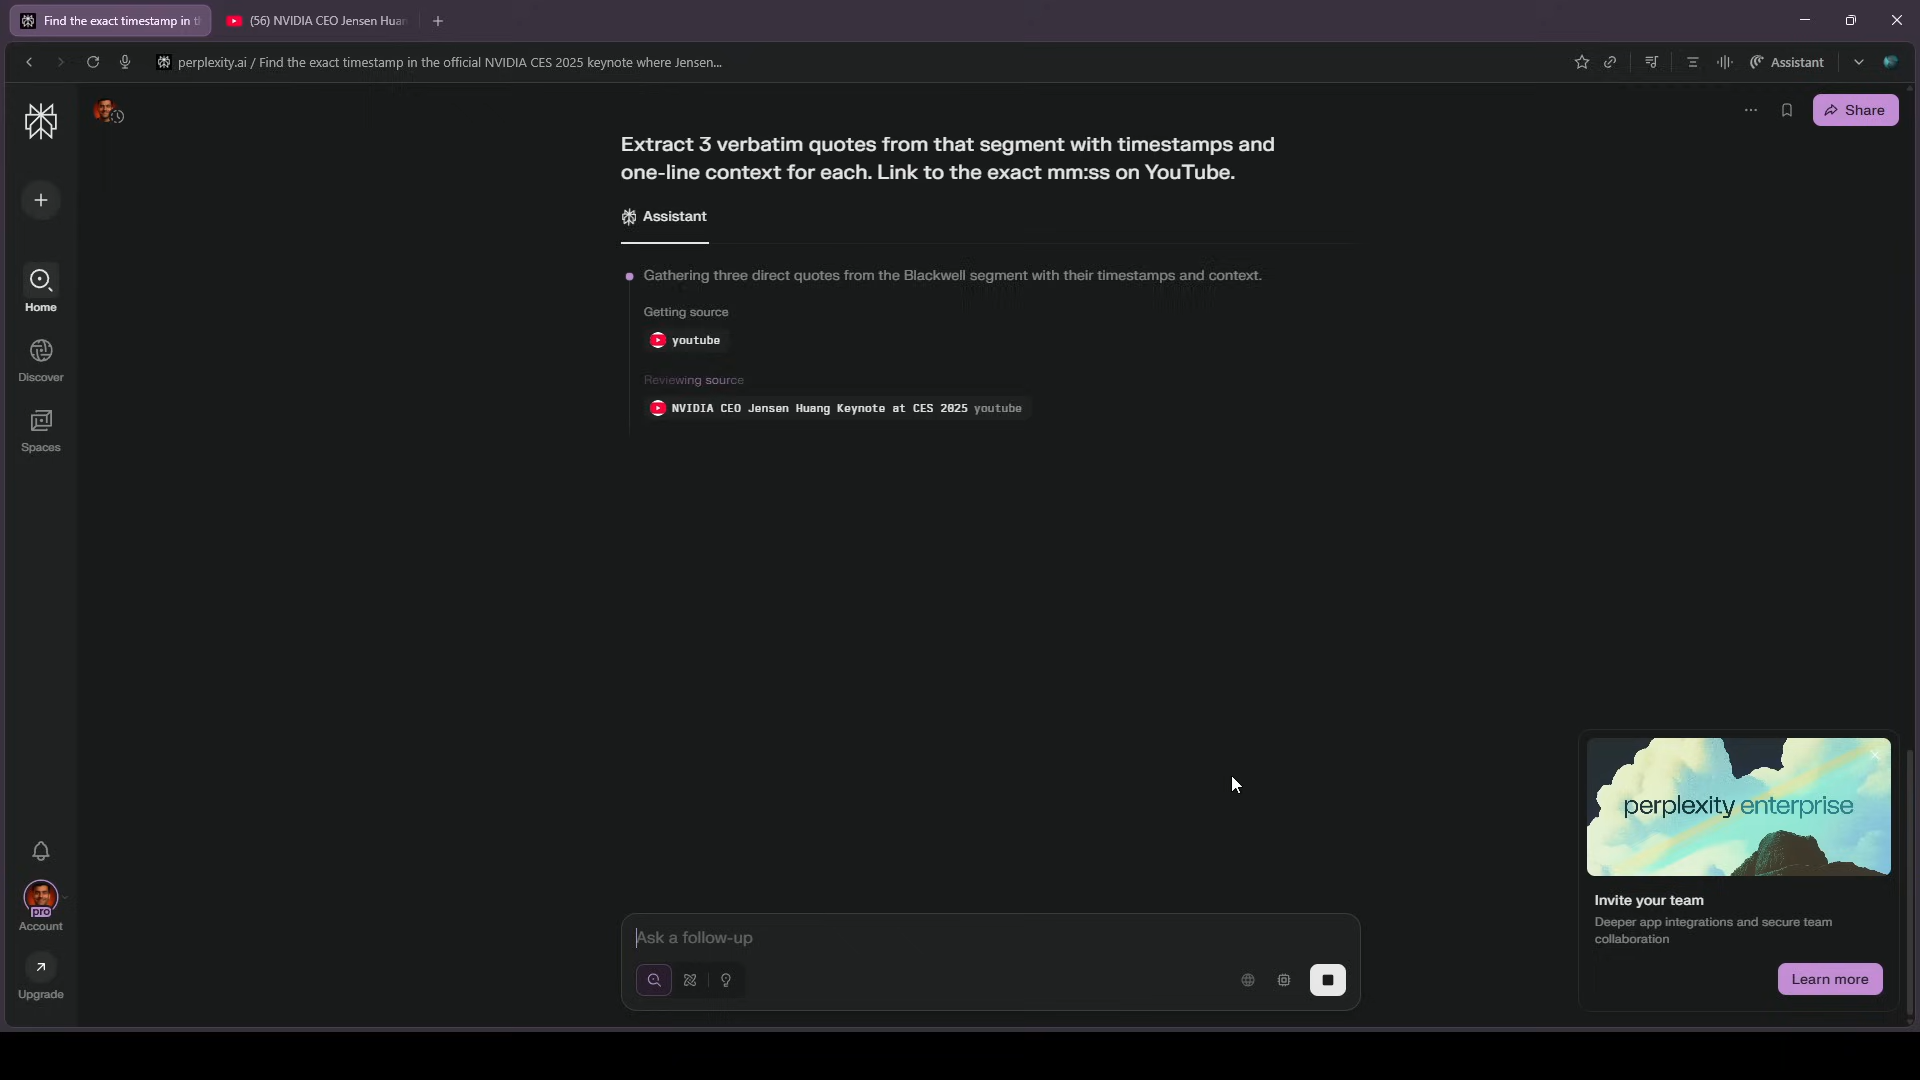 Find the exact timestamp in t
(56) NVIDIA CEO Jensen Huan
perplexity.ai / Find the exact timestamp in the official NVIDIA CES 2025 keynote where Jensen...
Assistant
Share
Extract 3 verbatim quotes from that segment with timestamps and
one-line context for each. Link to the exact mm:ss on YouTube.
Assistant
Gathering three direct quotes from the Blackwell segment with their timestamps and context.
Getting source
youtube
Reviewing source
NVIDIA CEO Jensen Huang Keynote at CES 2025 youtube
Home
Discover
Spaces
pro
Account
Upgrade
Ask a follow-up
perplexity enterprise
Invite your team
Deeper app integrations and secure team
collaboration
Learn more